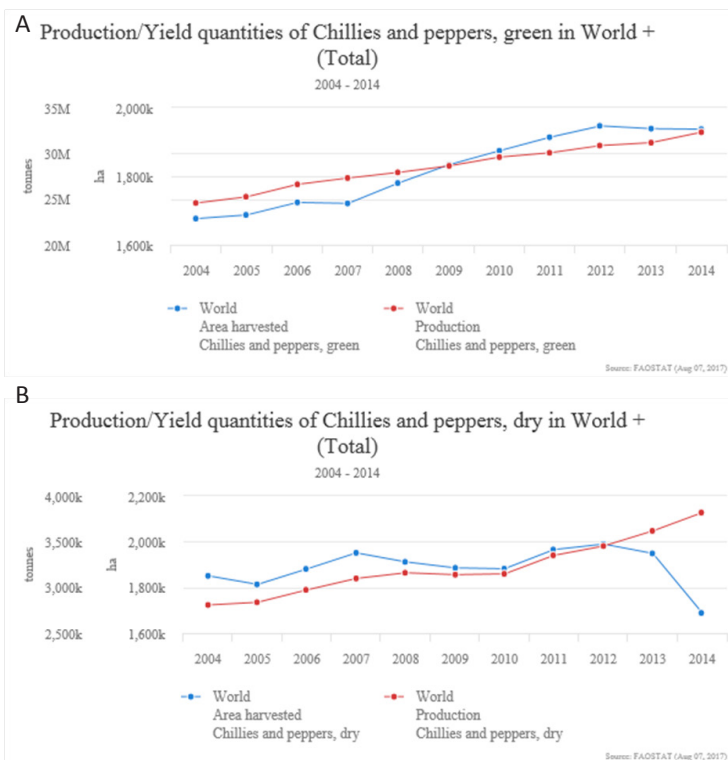 A
Production/Yield quantities of Chillies and peppers, green in World +
(Total)
2004 - 2014
35M 2,000k
30M
1,800k
25M
20M 1,600k
tonnes
ha
2004 2005 2006 2007 2008 2009 2010 2011 2012 2013 2014
World World
Area harvested Production
Chillies and peppers, green Chillies and peppers, green
Source: FAOSTAT (Aug 07, 2017)
B
Production/Yield quantities of Chillies and peppers, dry in World +
(Total)
2004 - 2014
4,000k 2,200k
3,500k 2,000k
3,000k 1,800k
2,500k 1,600k
tonnes
ha
2004 2005 2006 2007 2008 2009 2010 2011 2012 2013 2014
World World
Area harvested Production
Chillies and peppers, dry Chillies and peppers, dry
Source: FAOSTAT (Aug 07, 2017)